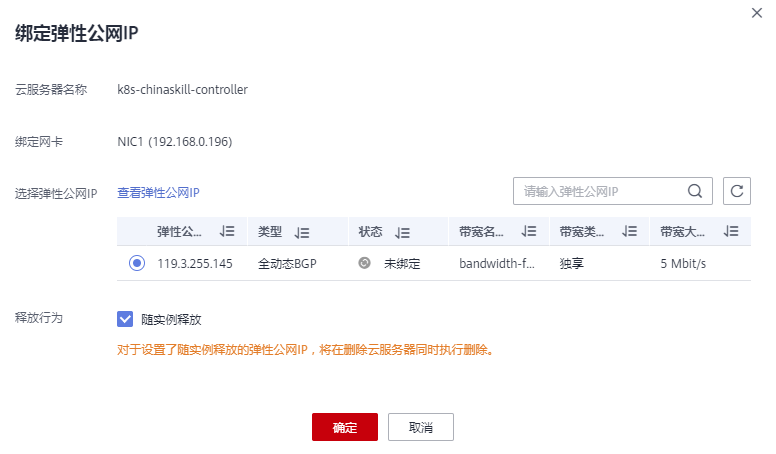 绑定弹性公网IP
云服务器名称 k8s-chinaskill-controller
绑定网卡 NIC1 (192.168.0.196)
选择弹性公网IP 查看弹性公网IP 请输入弹性公网IP
弹性公... 类型 状态 带宽名... 带宽类... 带宽大...
119.3.255.145 全动态BGP 未绑定 bandwidth-f... 独享 5 Mbit/s
释放行为 随实例释放
对于设置了随实例释放的弹性公网IP，将在删除云服务器同时执行删除。
确定 取消